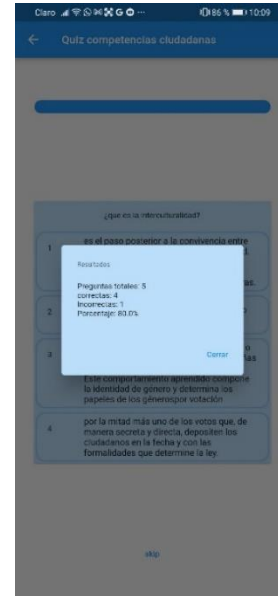 Claro 86 % 10:09
Quiz competencias ciudadanas
¿que es la interculturalidad?
1
es el paso posterior a la convivencia entre
as.
2
3
Resultados
Preguntas totales: 5
correctas: 4
Incorrectas: 1
Porcentaje: 80.0%
Cerrar
Este comportamiento aprendido compone
la identidad de género y determina los
papeles de los génerospor votación
4
por la mitad más uno de los votos que, de
manera secreta y directa, depositen los
ciudadanos en la fecha y con las
formalidades que determine la ley.
skip